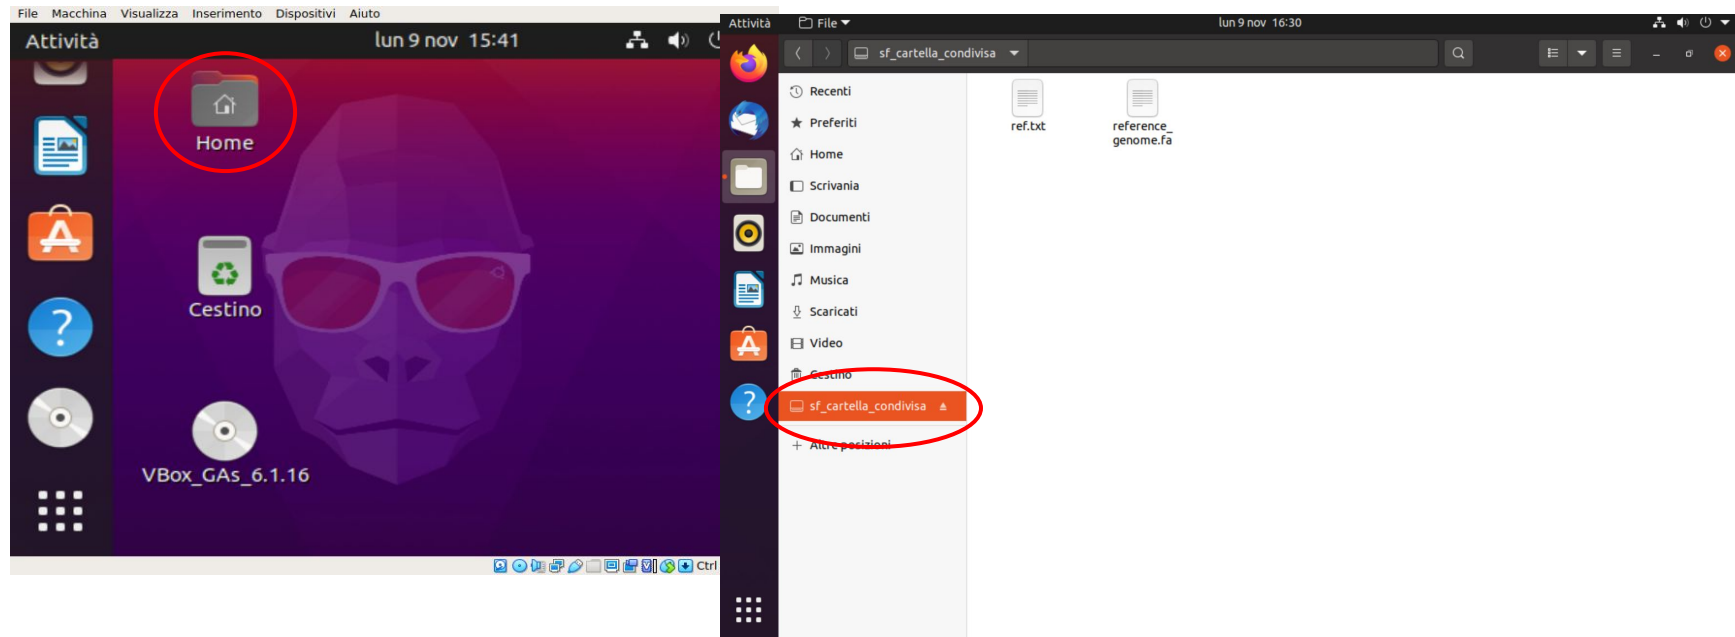 File Macchina Visualizza Inserimento Dispositivi Aiuto
Attività lun 9 nov 15:41
Home
Cestino
VBox_GAs_6.1.16
Ctrl
Attività File lun 9 nov 16:30
sf_cartella_condivisa
Recenti
Preferiti
Home
Scrivania
Documenti
Immagini
Musica
Scaricati
Video
Cestino
sf_cartella_condivisa
+ Altre posizioni
ref.txt
reference_
genome.fa